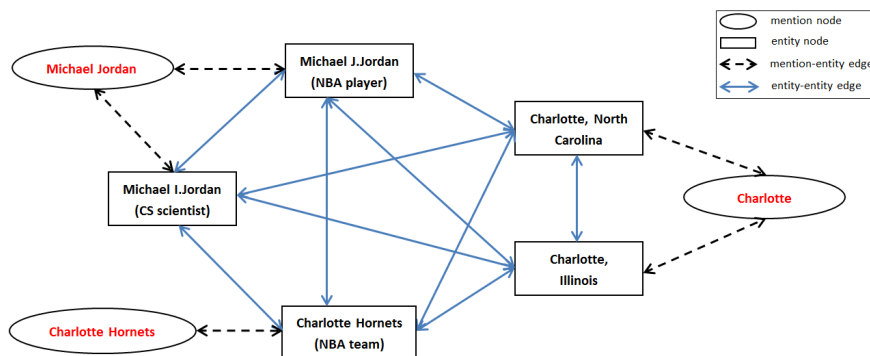 mention node
entity node
mention-entity edge
entity-entity edge
Michael Jordan
Michael J.Jordan
(NBA player)
Charlotte, North
Carolina
Michael I.Jordan
(CS scientist)
Charlotte
Charlotte,
Illinois
Charlotte Hornets
Charlotte Hornets
(NBA team)